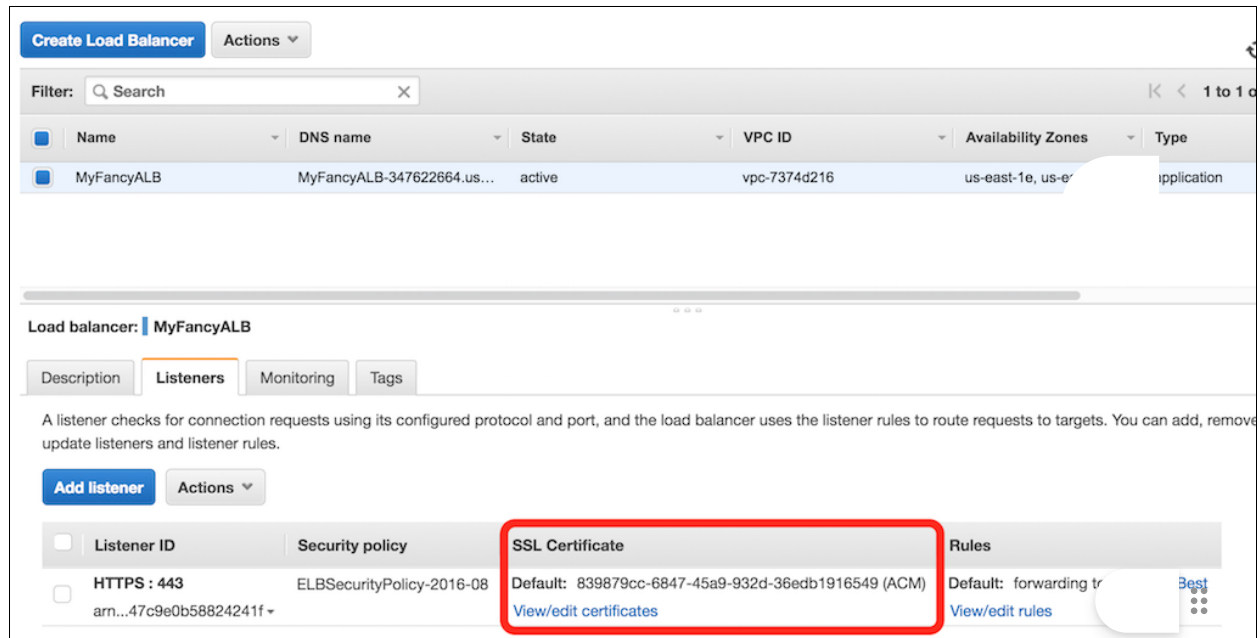 Create Load Balancer Actions
Filter: Search 1 to 1 o
Name DNS name State VPC ID Availability Zones Type
MyFancyALB MyFancyALB-347622664.us... active vpc-7374d216 us-east-1e, application
Load balancer: MyFancyALB
Description Listeners Monitoring Tags
A listener checks for connection requests using its configured protocol and port, and the load balancer uses the listener rules to route requests to targets. You can add, remove
update listeners and listener rules.
Add listener Actions
Listener ID Security policy SSL Certificate Rules
HTTPS : 443 ELBSecurityPolicy-2016-08 Default: 839879cc-6847-45a9-932d-36edb1916549 (ACM) Default: forwarding Best
arn...47c9e0b58824241f View/edit certificates View/edit rules